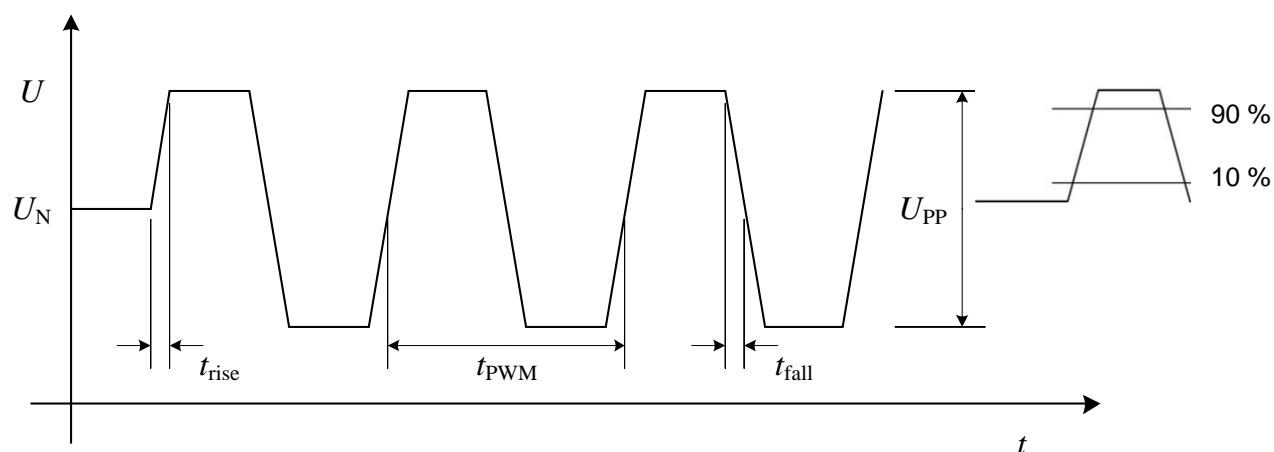 U
90 %
10 %
U_N
U_PP
t_rise
t_PWM
t_fall
t